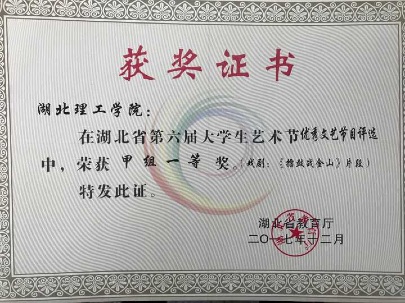 获奖证书
湖北理工学院：
在湖北省第六届大学生艺术节优秀文艺节目评选
中，荣获 甲组一等 奖。(戏剧：《擂鼓战金山》片段)
特发此证。
湖北省教育厅
二〇一七年十二月